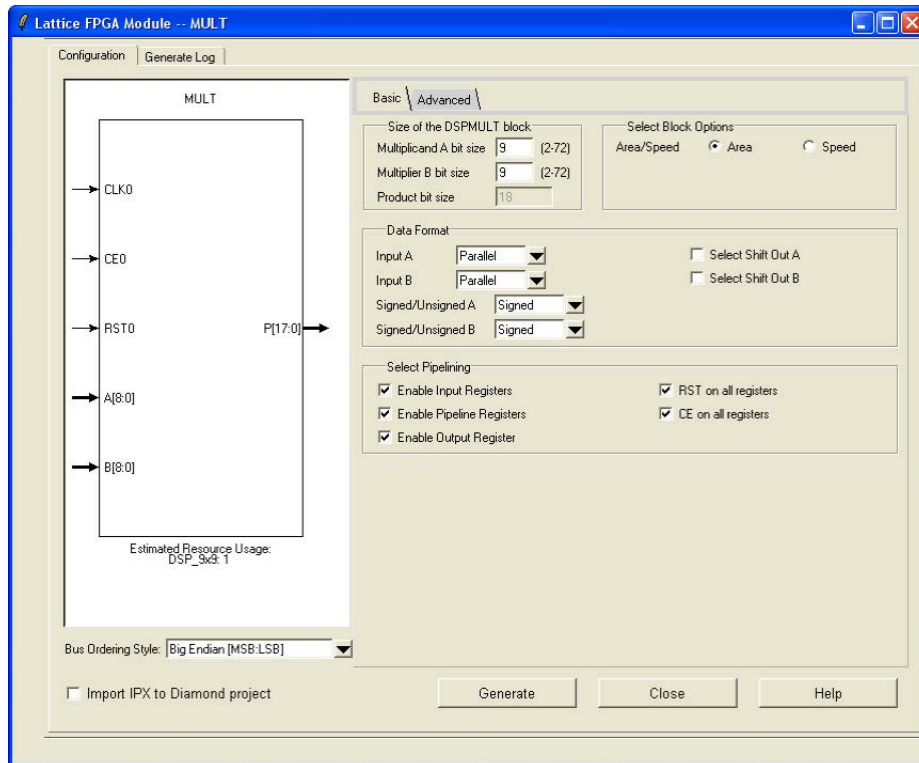 Lattice FPGA Module -- MULT
Configuration
Generate Log
MULT
CLK0
CE0
RST0
P[17:0]
A[8:0]
B[8:0]
Estimated Resource Usage:
DSP_9x9: 1
Bus Ordering Style: Big Endian [MSB:LSB]
Basic
Advanced
Size of the DSPMULT block
Multiplicand A bit size 9 (2-72)
Multiplier B bit size 9 (2-72)
Product bit size 18
Select Block Options
Area/Speed Area Speed
Data Format
Input A Parallel Select Shift Out A
Input B Parallel Select Shift Out B
Signed/Unsigned A Signed
Signed/Unsigned B Signed
Select Pipelining
Enable Input Registers RST on all registers
Enable Pipeline Registers CE on all registers
Enable Output Register
Import IPX to Diamond project
Generate Close Help